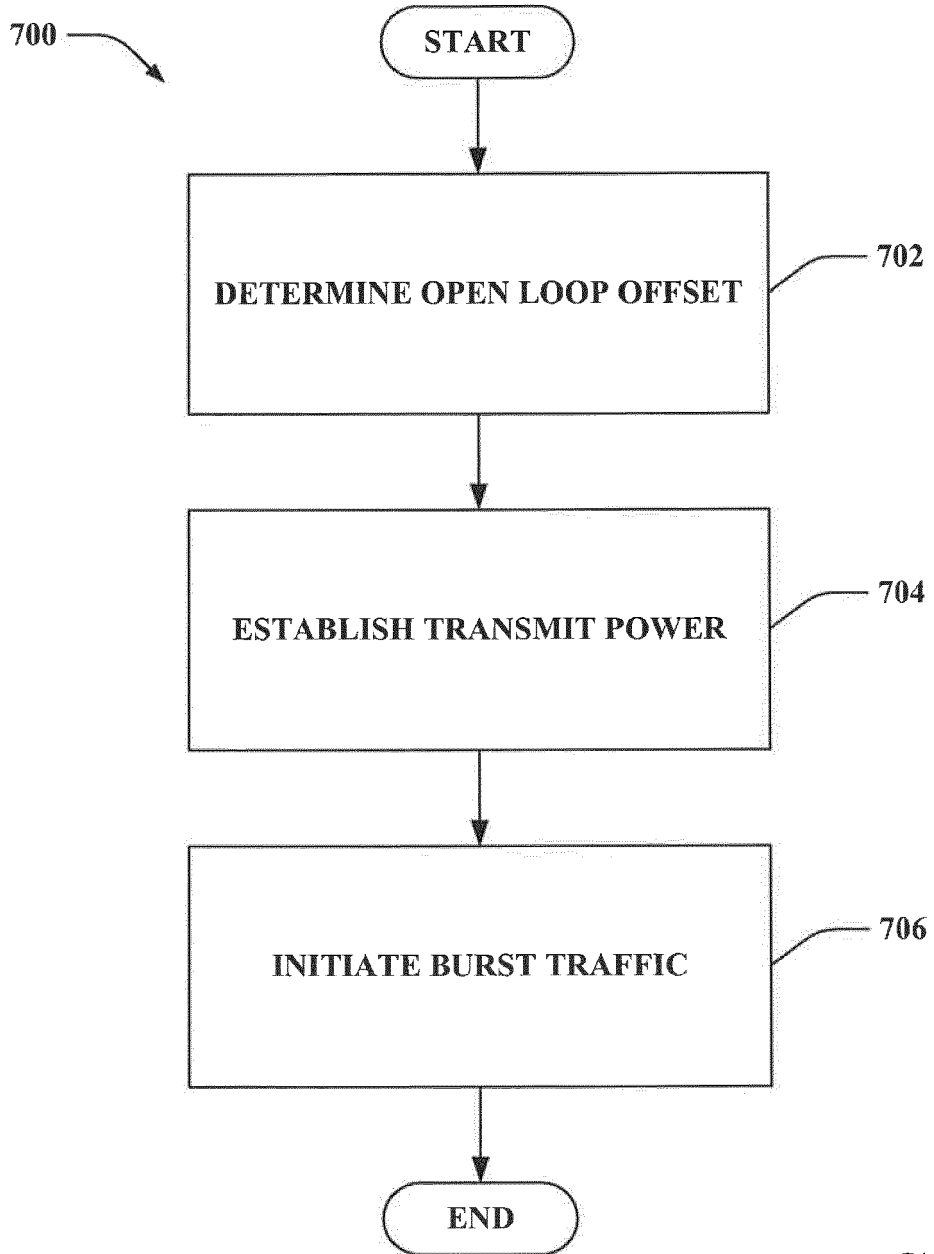 700
START
DETERMINE OPEN LOOP OFFSET
702
ESTABLISH TRANSMIT POWER
704
INITIATE BURST TRAFFIC
706
END